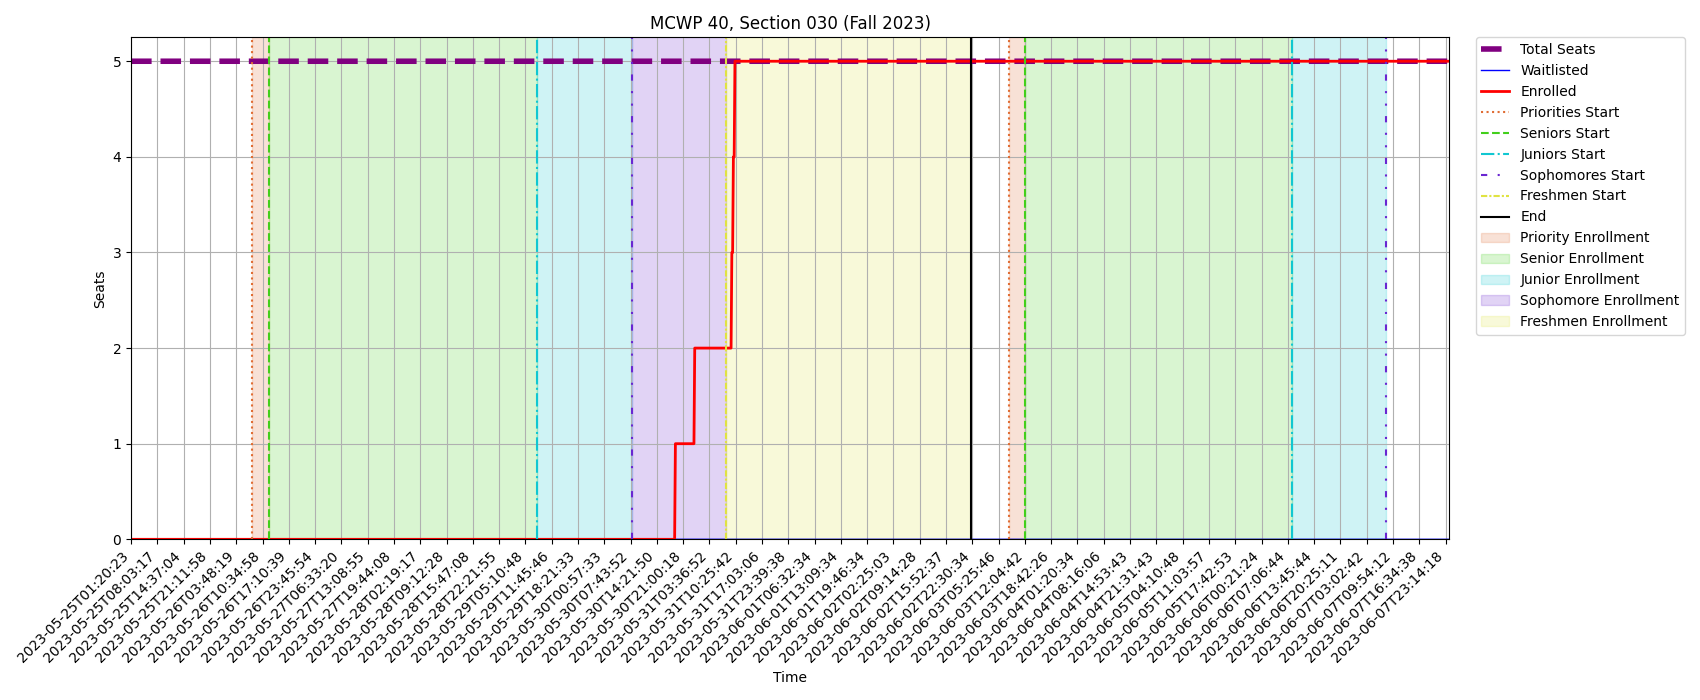 MCWP 40, Section 030 (Fall 2023)
Total Seats
Waitlisted
Enrolled
Priorities Start
Seniors Start
Juniors Start
Sophomores Start
Freshmen Start
End
Priority Enrollment
Senior Enrollment
Junior Enrollment
Sophomore Enrollment
Freshmen Enrollment
Seats
5
4
3
2
1
0
2023-05-25T01:20:23
2023-05-25T08:03:17
2023-05-25T14:37:04
2023-05-25T21:11:58
2023-05-26T03:48:19
2023-05-26T10:34:58
2023-05-26T17:10:39
2023-05-26T23:45:54
2023-05-27T06:33:20
2023-05-27T13:08:55
2023-05-27T19:44:08
2023-05-28T02:19:17
2023-05-28T09:12:28
2023-05-28T15:47:08
2023-05-28T22:21:55
2023-05-29T05:10:48
2023-05-29T11:45:46
2023-05-29T18:21:33
2023-05-30T00:57:33
2023-05-30T07:43:52
2023-05-30T14:21:50
2023-05-30T21:00:18
2023-05-31T03:36:52
2023-05-31T10:25:42
2023-05-31T17:03:06
2023-05-31T23:39:38
2023-06-01T06:32:34
2023-06-01T13:09:34
2023-06-01T19:46:34
2023-06-02T02:25:03
2023-06-02T09:14:28
2023-06-02T15:52:37
2023-06-02T22:30:34
2023-06-03T05:25:46
2023-06-03T12:04:42
2023-06-03T18:42:26
2023-06-04T01:20:34
2023-06-04T08:16:06
2023-06-04T14:53:43
2023-06-04T21:31:43
2023-06-05T04:10:48
2023-06-05T11:03:57
2023-06-05T17:42:53
2023-06-06T00:21:24
2023-06-06T07:06:44
2023-06-06T13:45:44
2023-06-06T20:25:11
2023-06-07T03:02:42
2023-06-07T09:54:12
2023-06-07T16:34:38
2023-06-07T23:14:18
Time